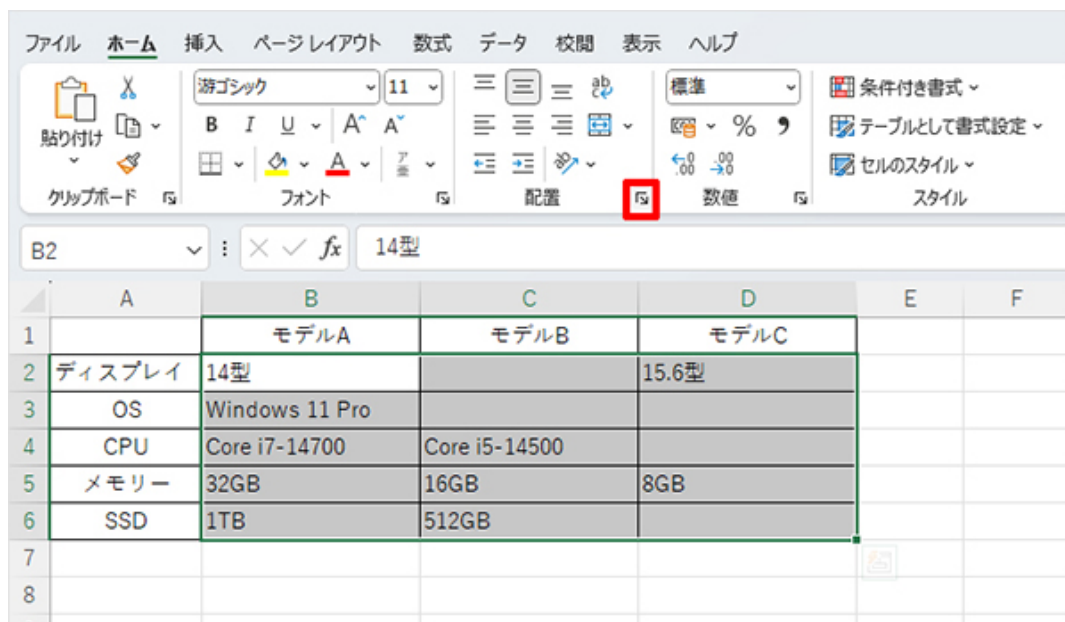 ファイル ホーム 挿入 ページ レイアウト 数式 データ 校閲 表示 ヘルプ
游ゴシック 11 ab 標準 条件付き書式
貼り付け B I U A A % 9 テーブルとして書式設定
A ア亜 .00 .00 セルのスタイル
クリップボード フォント 配置 数値 スタイル
B2 fx 14型
A B C D E F
1 モデルA モデルB モデルC
2 ディスプレイ 14型 15.6型
3 OS Windows 11 Pro
4 CPU Core i7-14700 Core i5-14500
5 メモリー 32GB 16GB 8GB
6 SSD 1TB 512GB
7
8